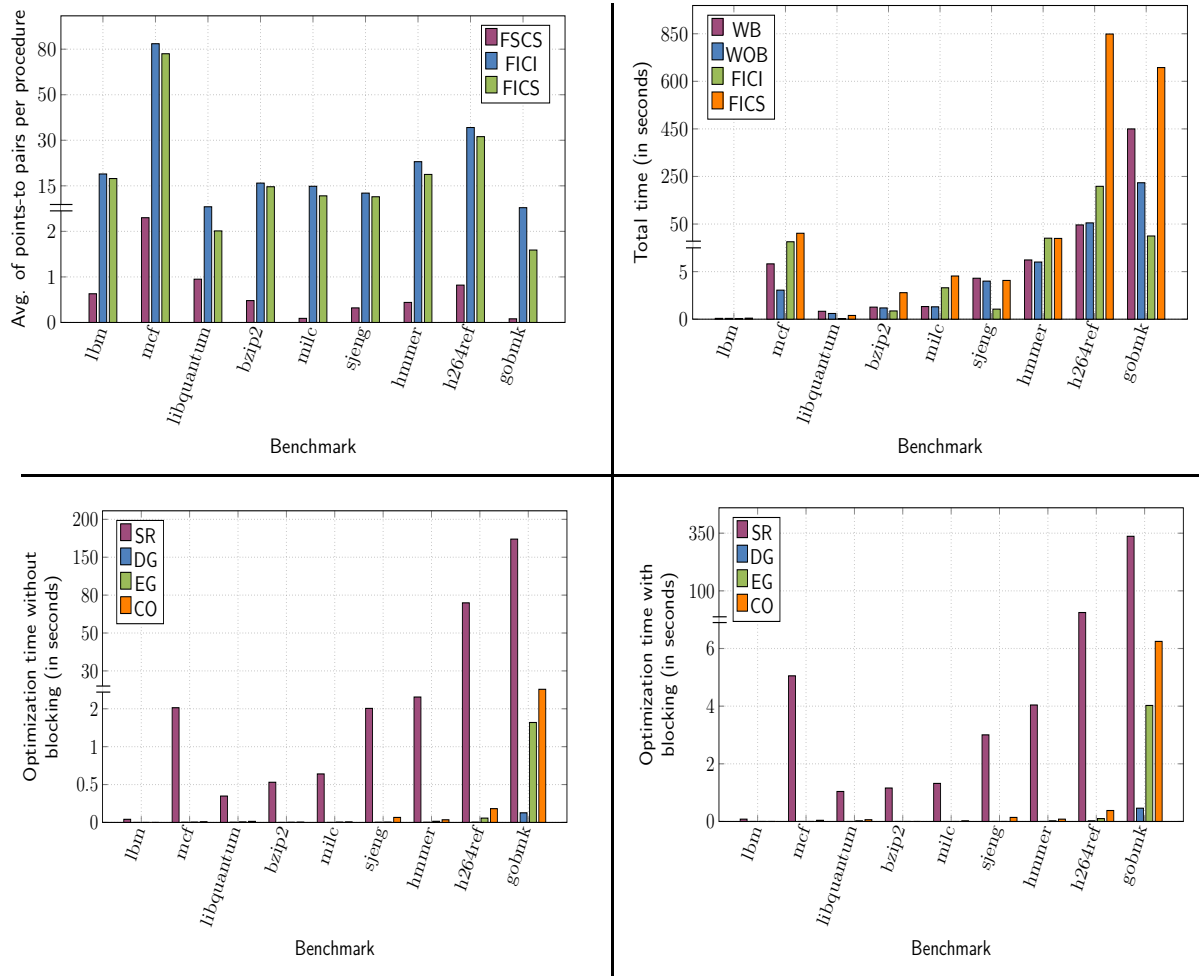 Avg. of points-to pairs per procedure
80
50
30
15
2
1
0
FSCS
FICI
FICS
lbm
mcf
libquantum
bzip2
milc
sjeng
hmmer
h264ref
gobmk
Benchmark
Total time (in seconds)
850
600
450
250
50
5
0
WB
WOB
FICI
FICS
lbm
mcf
libquantum
bzip2
milc
sjeng
hmmer
h264ref
gobmk
Benchmark
Optimization time without
blocking (in seconds)
200
150
80
50
30
2
1
0.5
0
SR
DG
EG
CO
lbm
mcf
libquantum
bzip2
milc
sjeng
hmmer
h264ref
gobmk
Benchmark
Optimization time with
blocking (in seconds)
350
100
6
4
2
0
SR
DG
EG
CO
lbm
mcf
libquantum
bzip2
milc
sjeng
hmmer
h264ref
gobmk
Benchmark